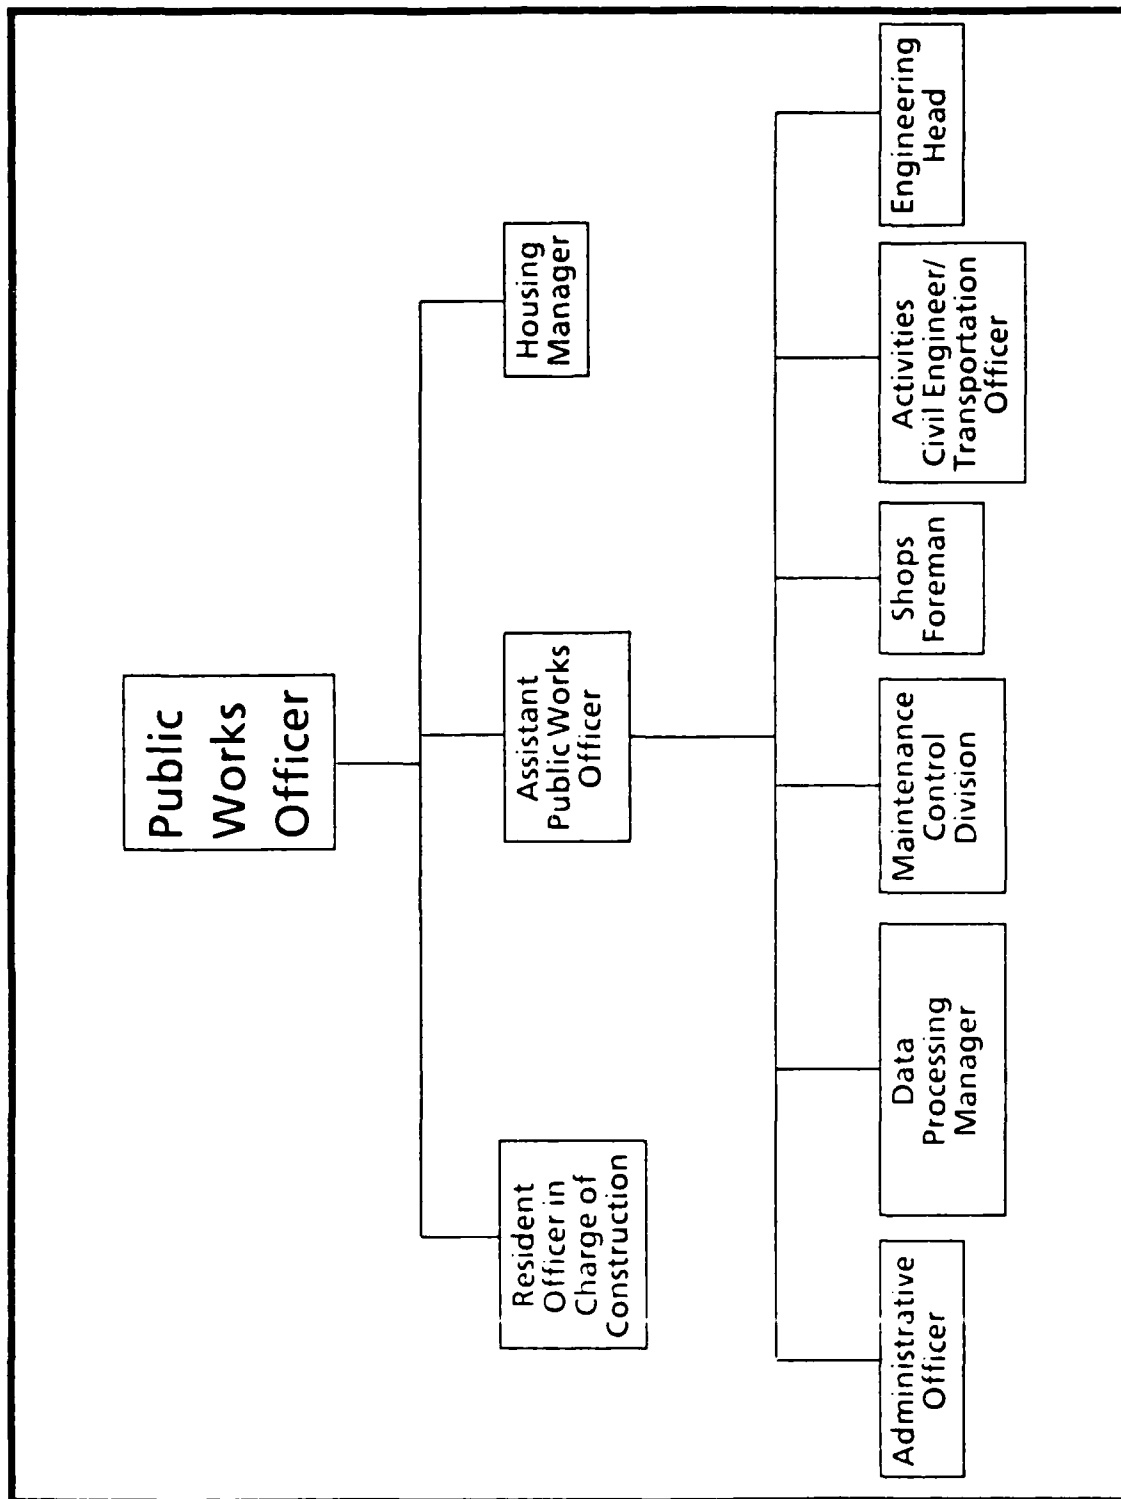 Public
Works
Officer
Resident
Officer in
Charge of
Construction
Assistant
Public Works
Officer
Housing
Manager
Administrative
Officer
Data
Processing
Manager
Maintenance
Control
Division
Shops
Foreman
Activities
Civil Engineer/
Transportation
Officer
Engineering
Head